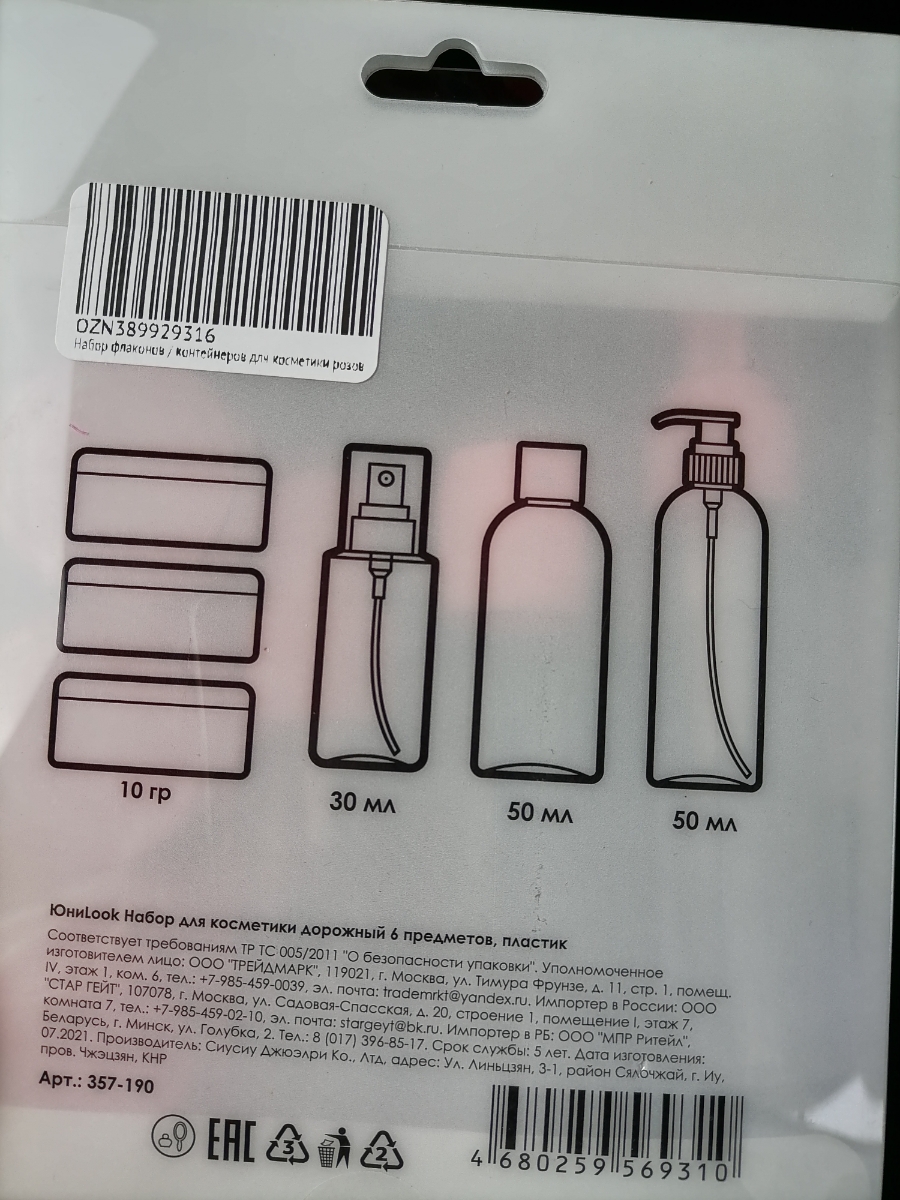 OZN389929316
Набор флаконов / контейнеров для косметики розов
10 гр
30 мл
50 мл
50 мл
ЮниLook Набор для косметики дорожный 6 предметов, пластик
Соответствует требованиям ТР ТС 005/2011 "О безопасности упаковки". Уполномоченное
изготовителем лицо: ООО "ТРЕЙДМАРК", 119021, г. Москва, ул. Тимура Фрунзе, д. 11, стр. 1, помещ.
IV, этаж 1, ком. 6, тел.: +7-985-459-0039, эл. почта: trademrkt@yandex.ru. Импортер в России: ООО
"СТАР ГЕЙТ", 107078, г. Москва, ул. Садовая-Спасская, д. 20, строение 1, помещение I, этаж 7,
комната 7, тел.: +7-985-459-02-10, эл. почта: stargeyt@bk.ru. Импортер в РБ: ООО "МПР Ритейл",
Беларусь, г. Минск, ул. Голубка, 2. Тел.: 8 (017) 396-85-17. Срок службы: 5 лет. Дата изготовления:
07.2021. Производитель: Сиусиу Джюэлри Ко., Лтд, адрес: Ул. Линьцзян, 3-1, район Сялочжай, г. Иу,
пров. Чжэцзян, КНР
Арт.: 357-190
EAC 3 2
4 680259 569310